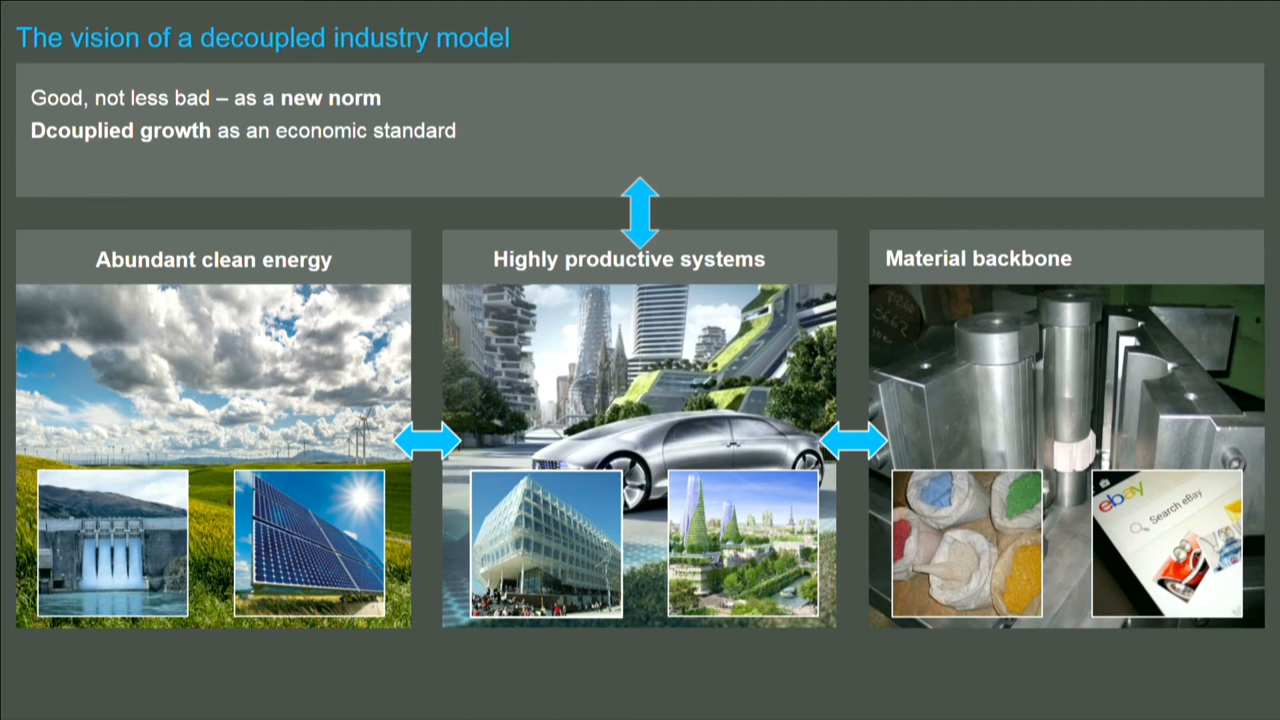 The vision of a decoupled industry model
Good, not less bad – as a new norm
Dcouplied growth as an economic standard
Abundant clean energy
Highly productive systems
Material backbone
ebay
Search eBay